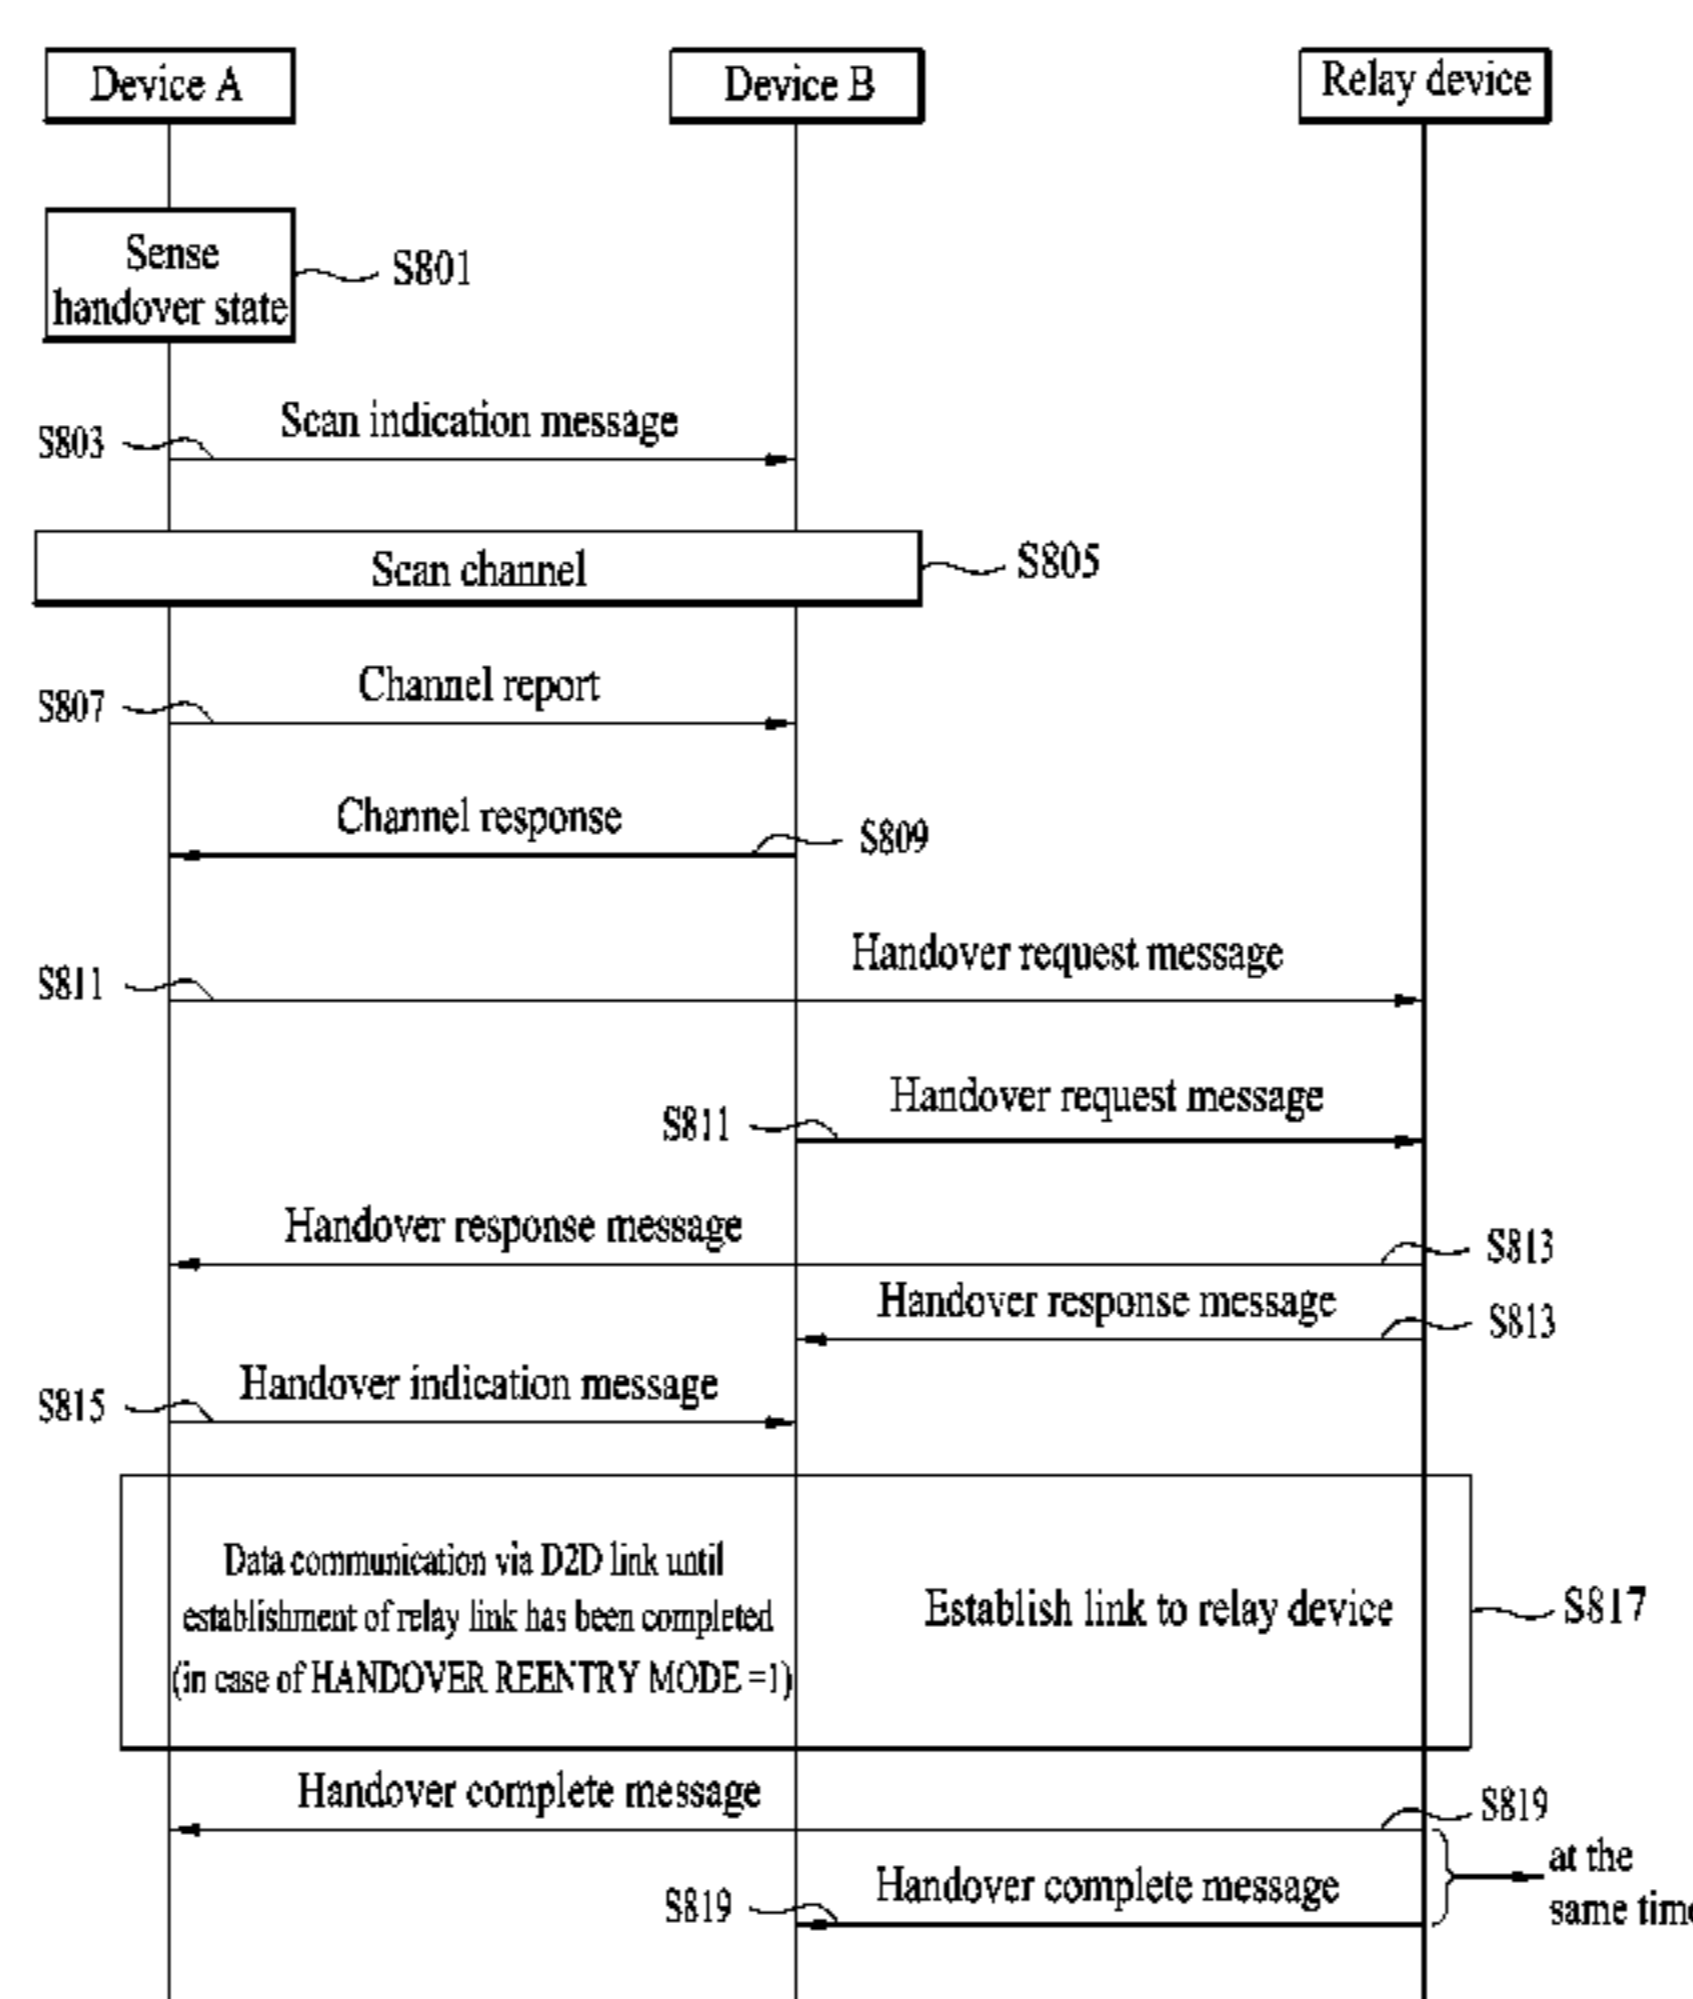 Device A
Device B
Relay device
Sense
handover state
S801
Scan indication message
S803
Scan channel
S805
Channel report
S807
Channel response
S809
Handover request message
S811
Handover request message
S811
Handover response message
S813
Handover response message
S813
Handover indication message
S815
Data communication via D2D link until
establishment of relay link has been completed
(in case of HANDOVER REENTRY MODE =1)
Establish link to relay device
S817
Handover complete message
S819
at the
same time
Handover complete message
S819